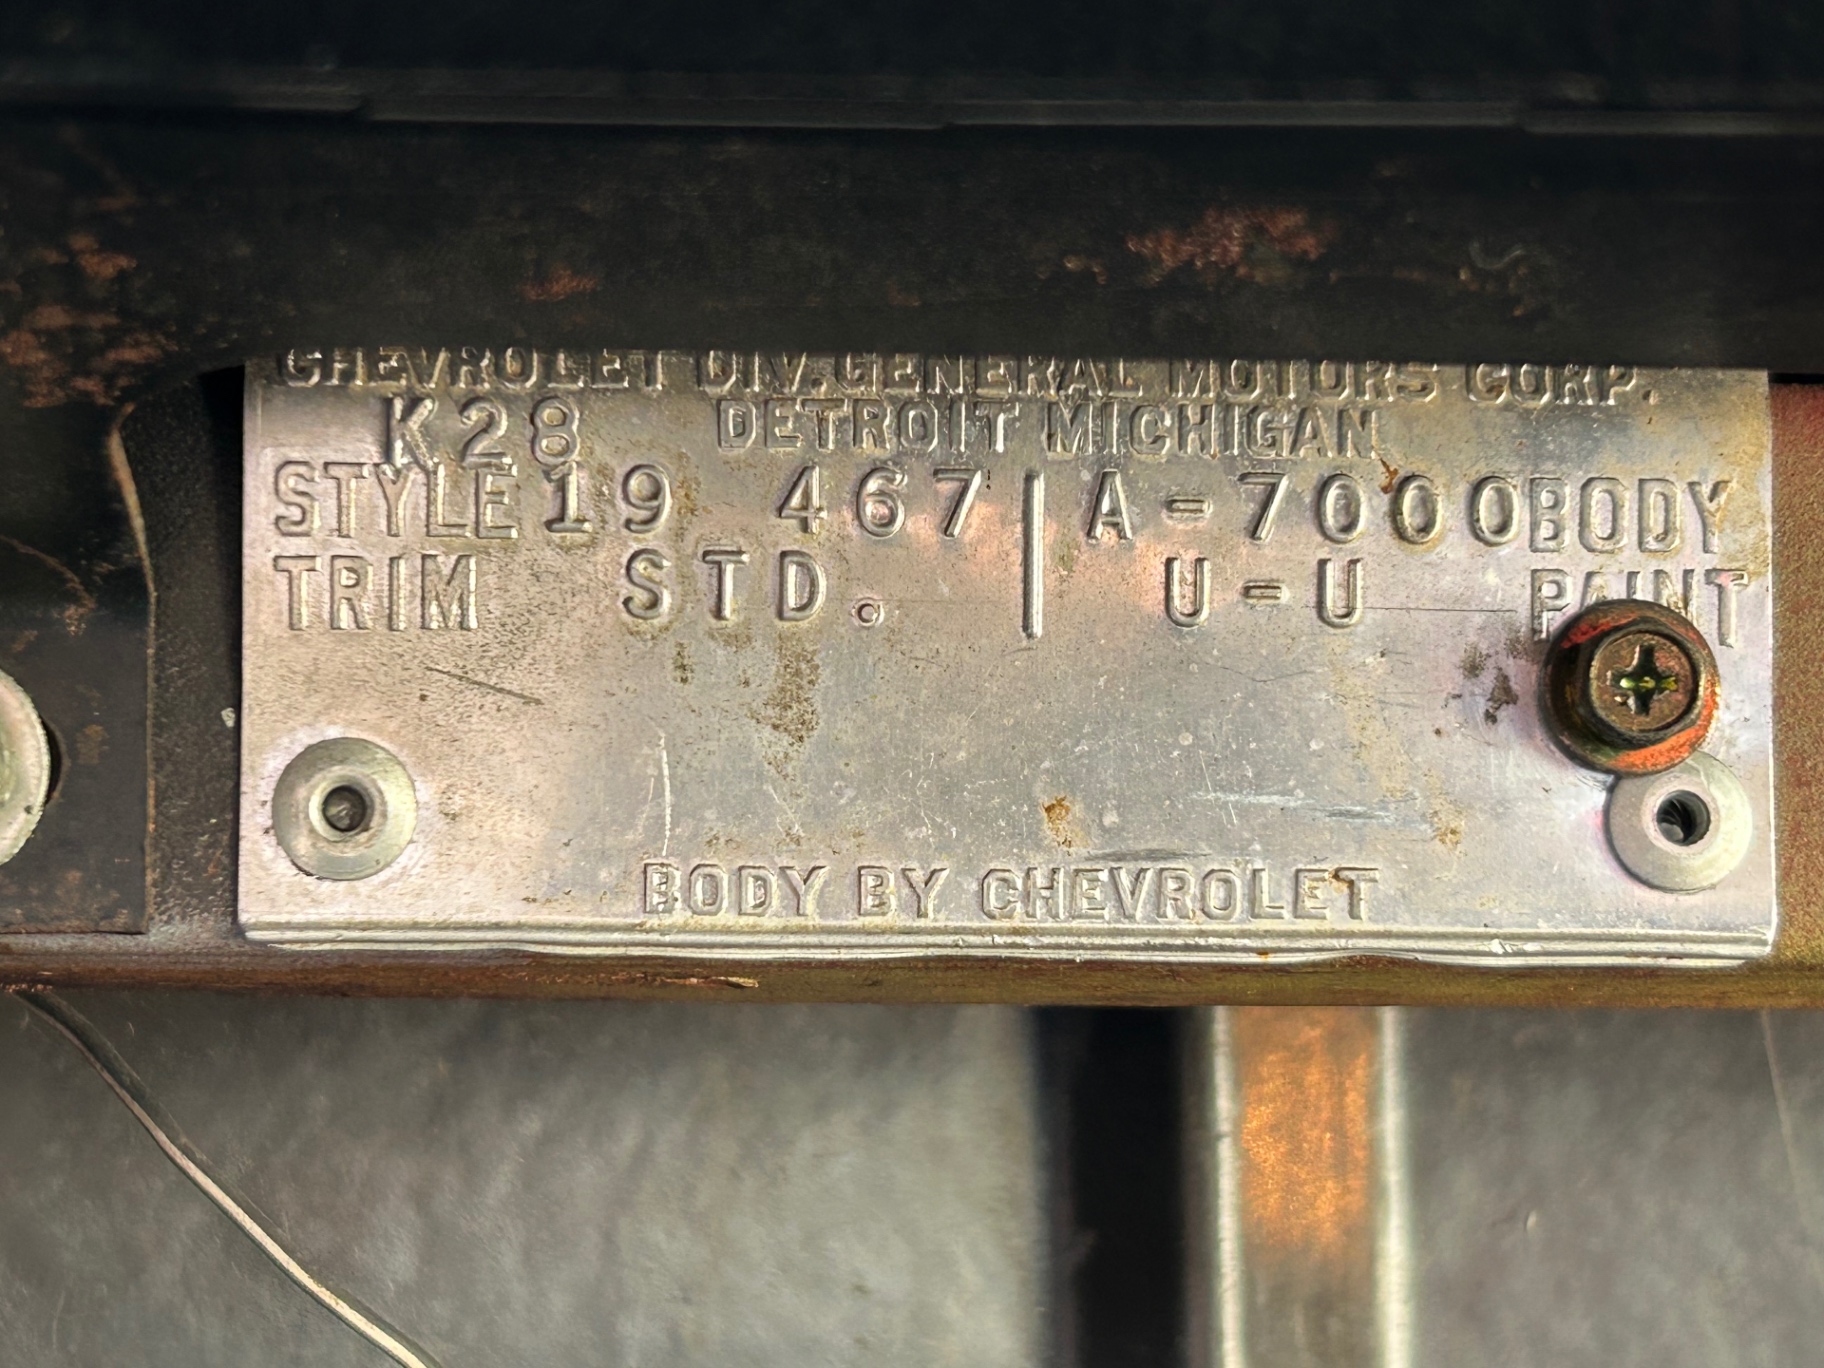 CHEVROLET DIV. GENERAL MOTORS CORP.
K28 DETROIT MICHIGAN
STYLE 19 467 | A-7000 BODY
TRIM STD. | U-U PAINT
BODY BY CHEVROLET